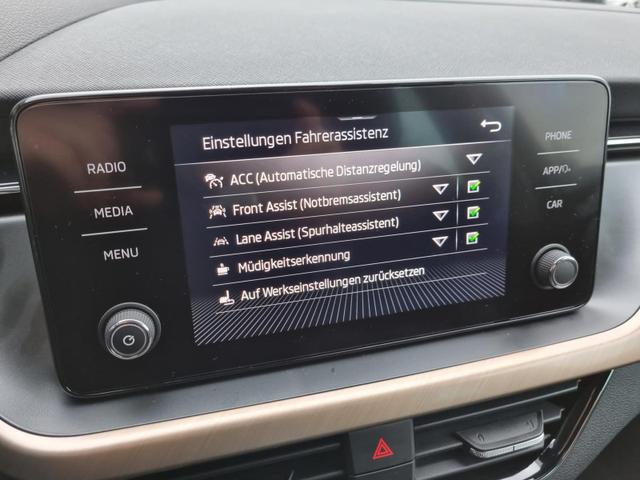 Einstellungen Fahrerassistenz
ACC (Automatische Distanzregelung)
Front Assist (Notbremsassistent)
Lane Assist (Spurhalteassistent)
Müdigkeitserkennung
Auf Werkseinstellungen zurücksetzen
RADIO
MEDIA
MENU
PHONE
APP/
CAR